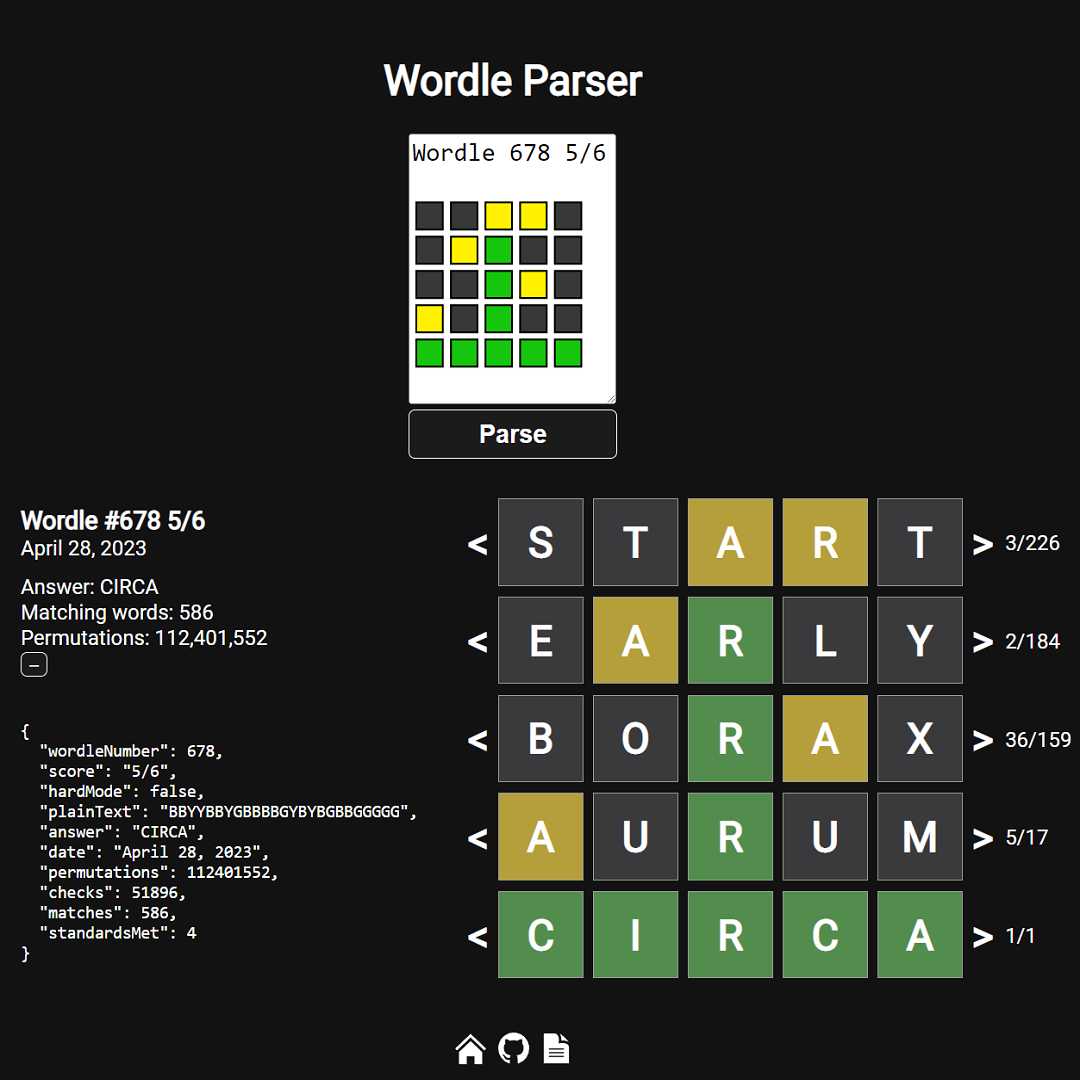 Wordle Parser
Wordle 678 5/6
Parse
Wordle #678 5/6
April 28, 2023
Answer: CIRCA
Matching words: 586
Permutations: 112,401,552
–
{
"wordleNumber": 678,
"score": "5/6",
"hardMode": false,
"plainText": "BBYYBBYGBBBBGYBYBGBBGGGGG",
"answer": "CIRCA",
"date": "April 28, 2023",
"permutations": 112401552,
"checks": 51896,
"matches": 586,
"standardsMet": 4
}
< S T A R T > 3/226
< E A R L Y > 2/184
< B O R A X > 36/159
< A U R U M > 5/17
< C I R C A > 1/1